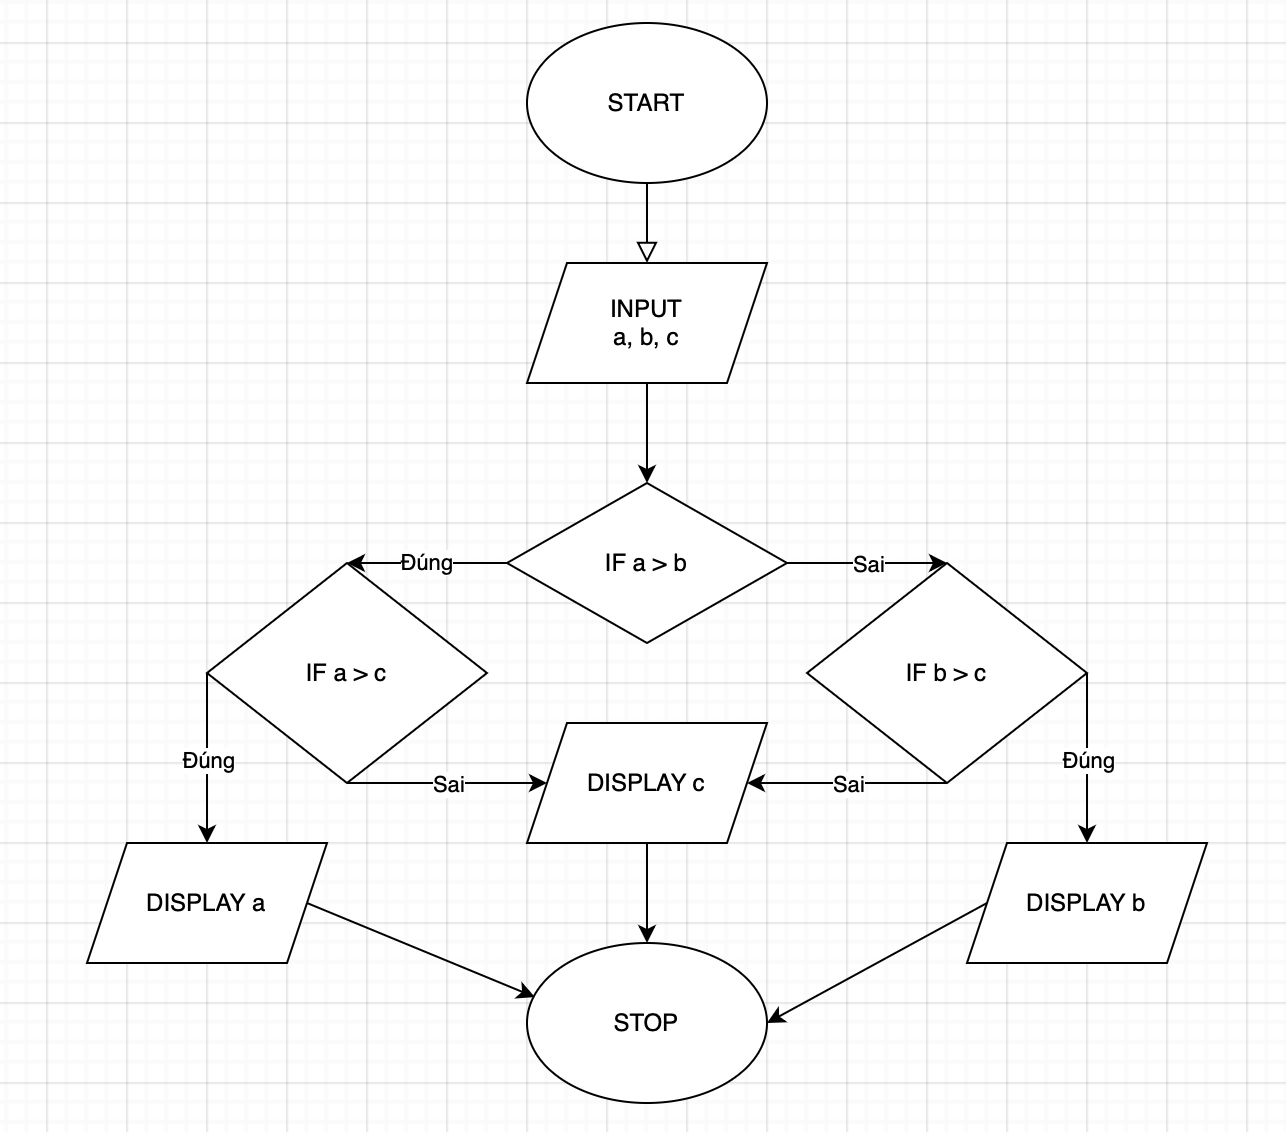 START
INPUT
a, b, c
IF a > b
Đúng
Sai
IF a > c
IF b > c
Đúng
Sai
DISPLAY c
Sai
Đúng
DISPLAY a
DISPLAY b
STOP